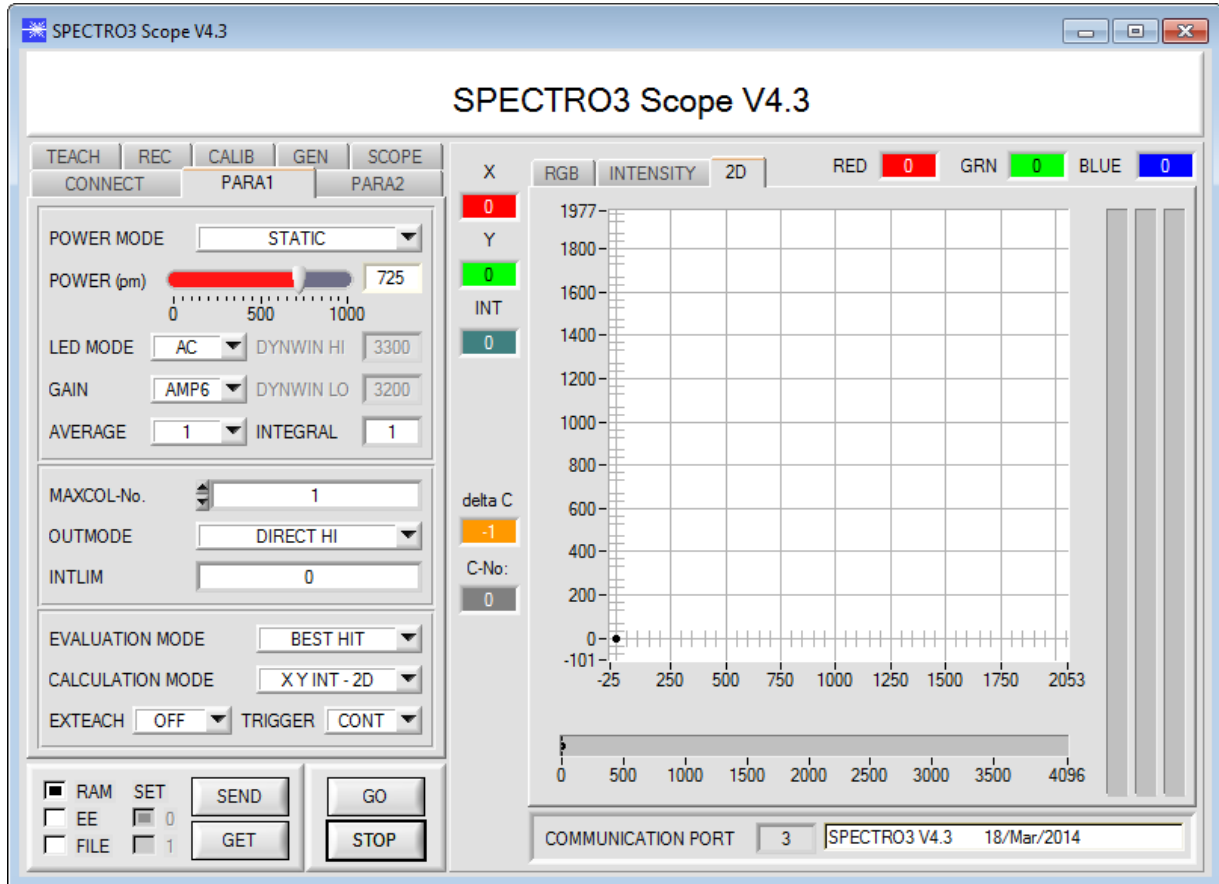 SPECTRO3 Scope V4.3
SPECTRO3 Scope V4.3
TEACH REC CALIB GEN SCOPE
CONNECT PARA1 PARA2
POWER MODE STATIC
POWER (pm) 725
0 500 1000
LED MODE AC DYNWIN HI 3300
GAIN AMP6 DYNWIN LO 3200
AVERAGE 1 INTEGRAL 1
MAXCOL-No. 1
OUTMODE DIRECT HI
INTLIM 0
EVALUATION MODE BEST HIT
CALCULATION MODE X Y INT - 2D
EXTEACH OFF TRIGGER CONT
RAM SET SEND GO
EE 0
FILE 1 GET STOP
X
0
Y
0
INT
0
delta C
-1
C-No:
0
RGB INTENSITY 2D RED 0 GRN 0 BLUE 0
1977
1800
1600
1400
1200
1000
800
600
400
200
0
-101
-25 250 500 750 1000 1250 1500 1750 2053
0 500 1000 1500 2000 2500 3000 3500 4096
COMMUNICATION PORT 3 SPECTRO3 V4.3 18/Mar/2014